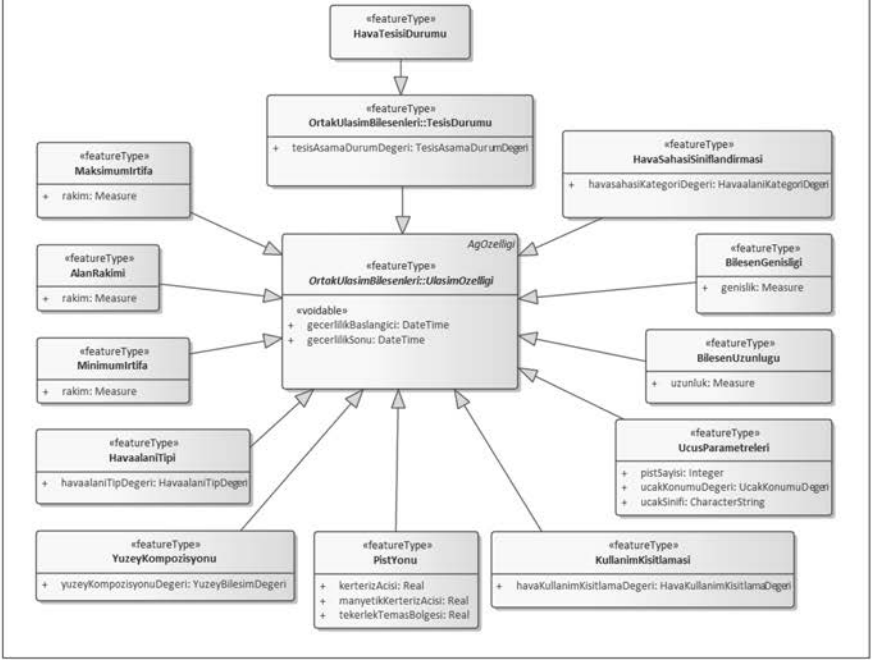 «featureType»
HavaTesisiDurumu
«featureType»
OrtakUlasimBilesenleri::TesisDurumu
+ tesisAsamaDurumDegeri: TesisAsamaDurumDegeri
«featureType»
MaksimumIrtifa
+ rakim: Measure
«featureType»
HavaSahasiSiniflandirmasi
+ havasahasiKategoriDegeri: HavaalaniKategoriDegeri
«featureType»
AlanRakimi
+ rakim: Measure
AgOzelligi
«featureType»
OrtakUlasimBilesenleri::UlasimOzelligi
«voidable»
+ gecerlilikBaslangici: DateTime
+ gecerlilikSonu: DateTime
«featureType»
BilesenGenisligi
+ genislik: Measure
«featureType»
MinimumIrtifa
+ rakim: Measure
«featureType»
BilesenUzunlugu
+ uzunluk: Measure
«featureType»
HavaalaniTipi
+ havaalaniTipDegeri: HavaalaniTipDegeri
«featureType»
UcusParametreleri
+ pistSayisi: Integer
+ ucakKonumuDegeri: UcakKonumuDegeri
+ ucakSinifi: CharacterString
«featureType»
YuzeyKompozisyonu
+ yuzeyKompozisyonuDegeri: YuzeyBilesimDegeri
«featureType»
PistYonu
+ kerterizAcisi: Real
+ manyetikKerterizAcisi: Real
+ tekerlekTemasBolgesi: Real
«featureType»
KullanimKisitlamasi
+ havaKullanimKisitlamaDegeri: HavaKullanimKisitlamaDegeri